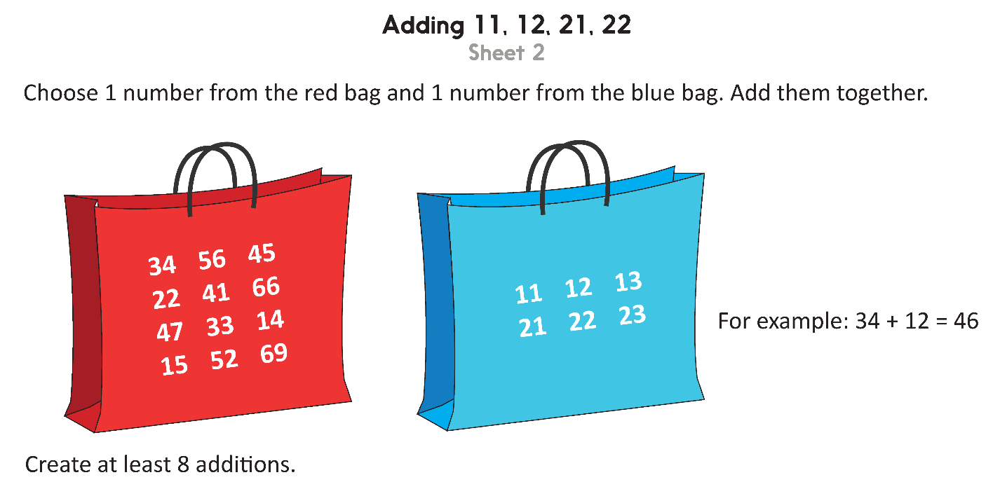 Adding 11, 12, 21, 22
Sheet 2
Choose 1 number from the red bag and 1 number from the blue bag. Add them together.
34 56 45
22 41 66
47 33 14
15 52 69
11 12 13
21 22 23
For example: 34 + 12 = 46
Create at least 8 additions.